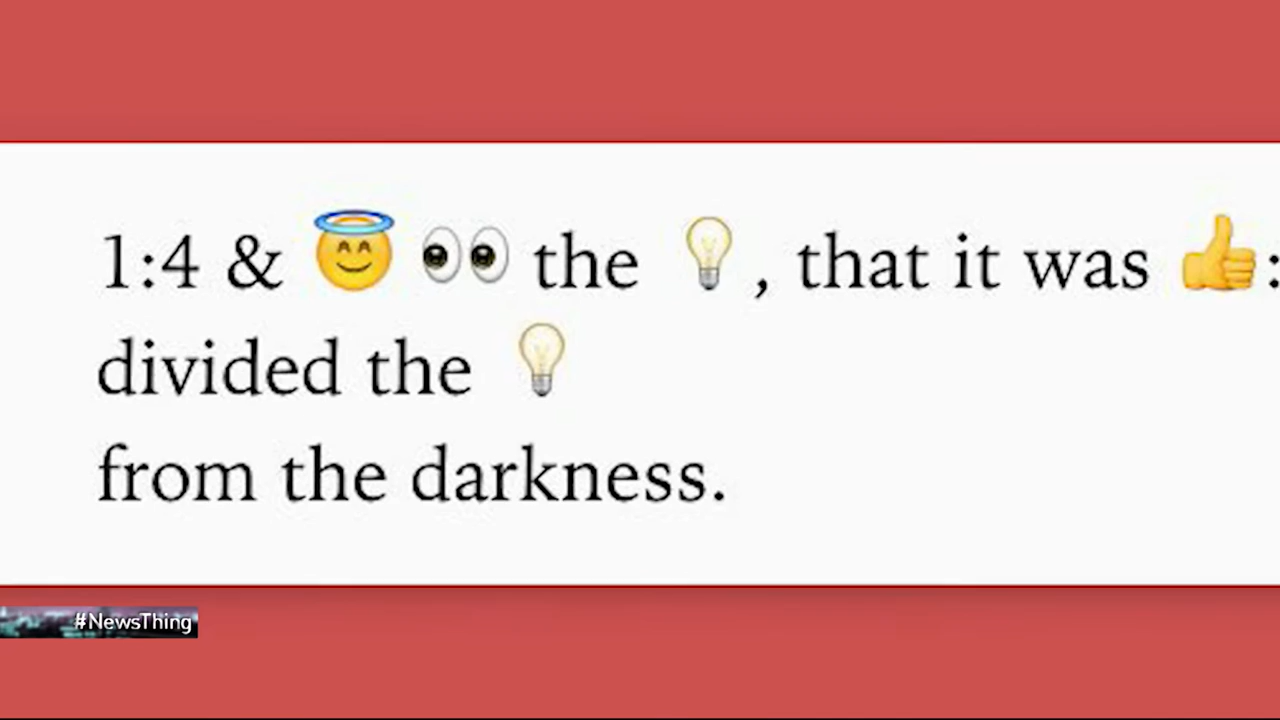 1:4 & 😇 👀 the 💡, that it was 👍:
divided the 💡
from the darkness.
#NewsThing